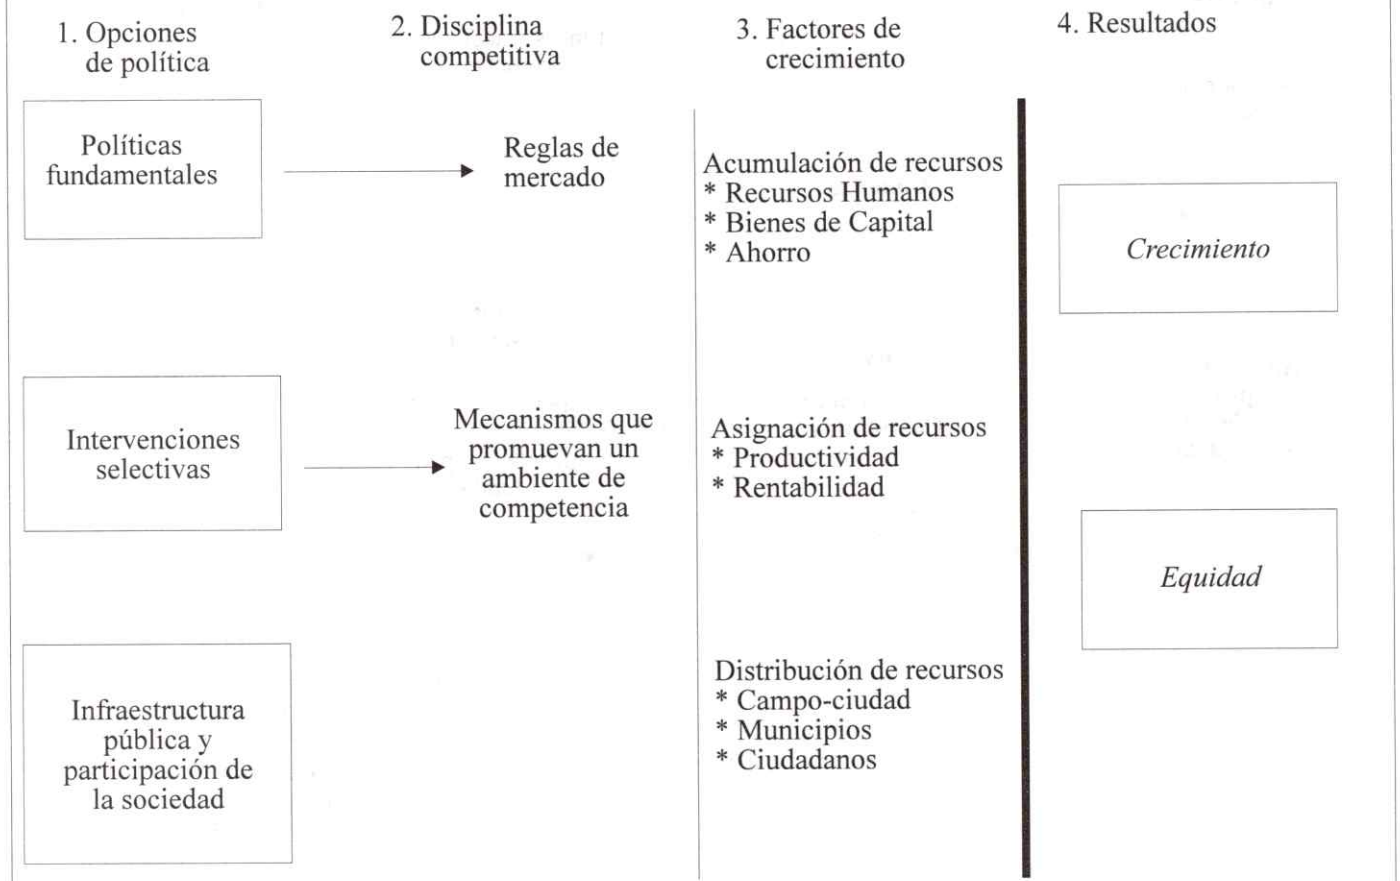 1. Opciones
de política
2. Disciplina
competitiva
3. Factores de
crecimiento
4. Resultados
Políticas
fundamentales
Reglas de
mercado
Acumulación de recursos
* Recursos Humanos
* Bienes de Capital
* Ahorro
Crecimiento
Intervenciones
selectivas
Mecanismos que
promuevan un
ambiente de
competencia
Asignación de recursos
* Productividad
* Rentabilidad
Equidad
Infraestructura
pública y
participación de
la sociedad
Distribución de recursos
* Campo-ciudad
* Municipios
* Ciudadanos